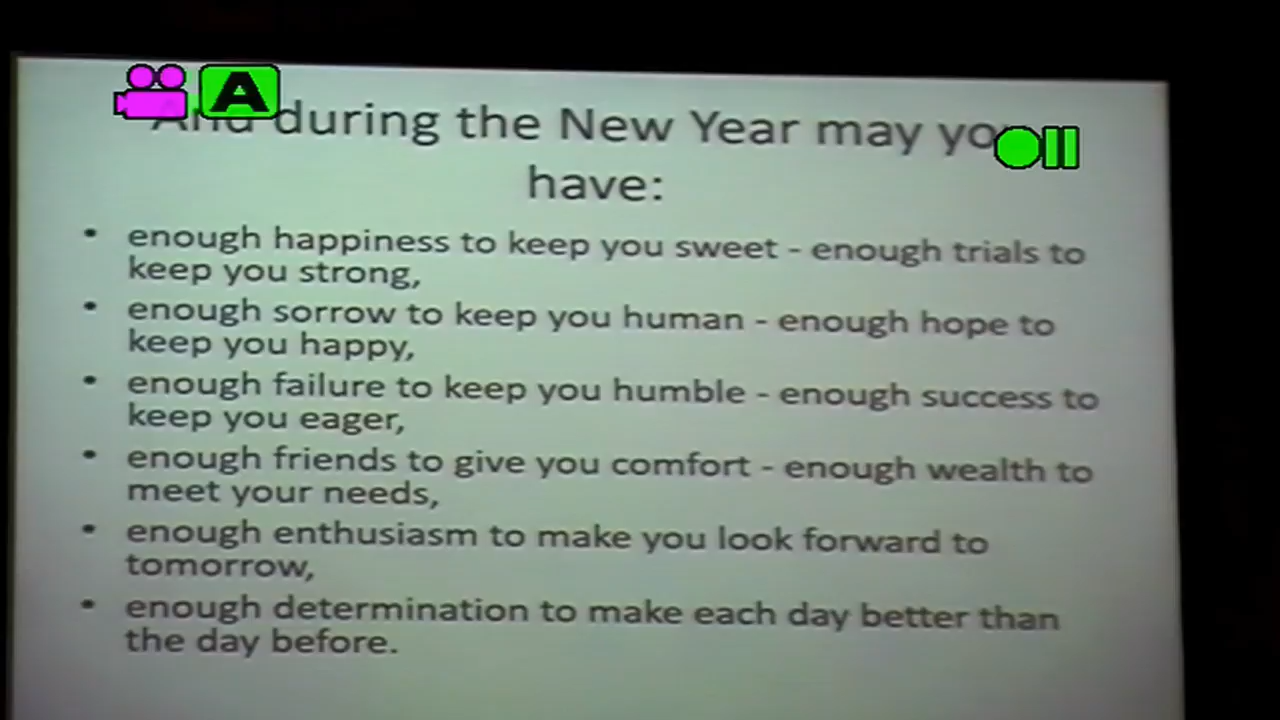 A
And during the New Year may you
have:
• enough happiness to keep you sweet - enough trials to
keep you strong,
• enough sorrow to keep you human - enough hope to
keep you happy,
• enough failure to keep you humble - enough success to
keep you eager,
• enough friends to give you comfort - enough wealth to
meet your needs,
• enough enthusiasm to make you look forward to
tomorrow,
• enough determination to make each day better than
the day before.